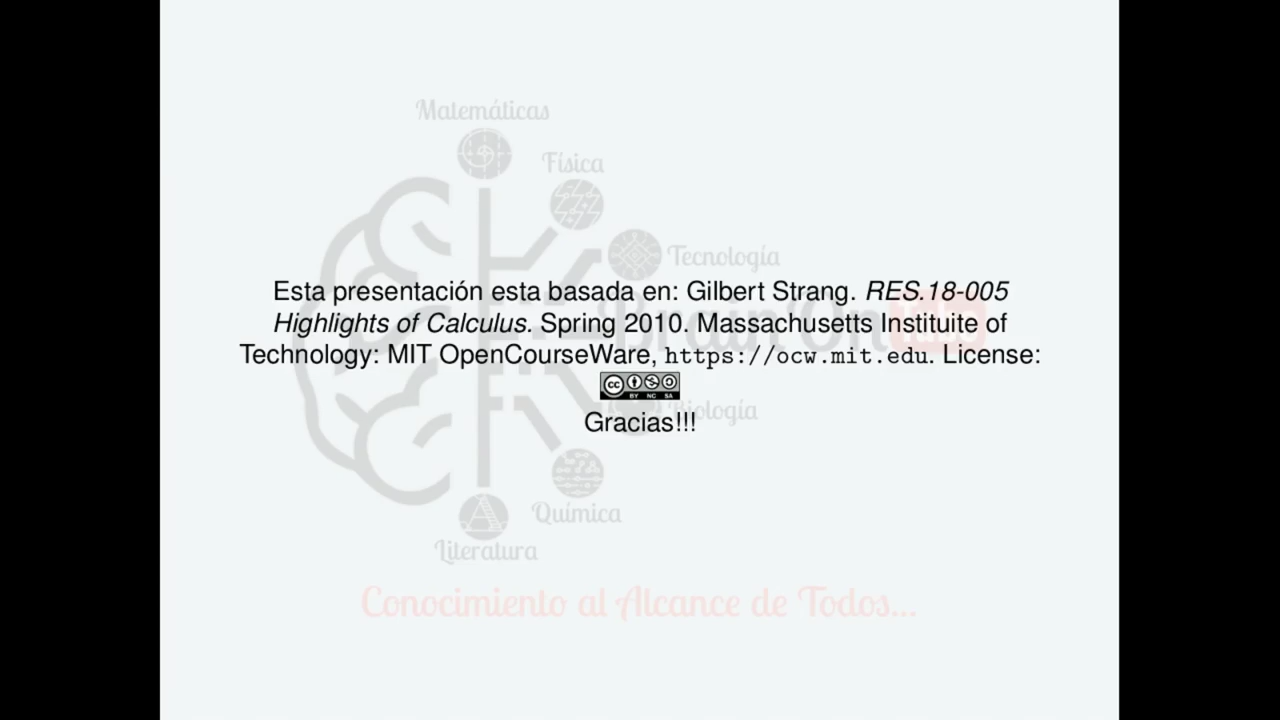 Matemáticas
Física
Tecnología
Esta presentación esta basada en: Gilbert Strang. RES.18-005
Highlights of Calculus. Spring 2010. Massachusetts Instituite of
Technology: MIT OpenCourseWare, https://ocw.mit.edu. License:
cc BY NC SA
Biología
Gracias!!!
Química
Literatura
Conocimiento al Alcance de Todos...